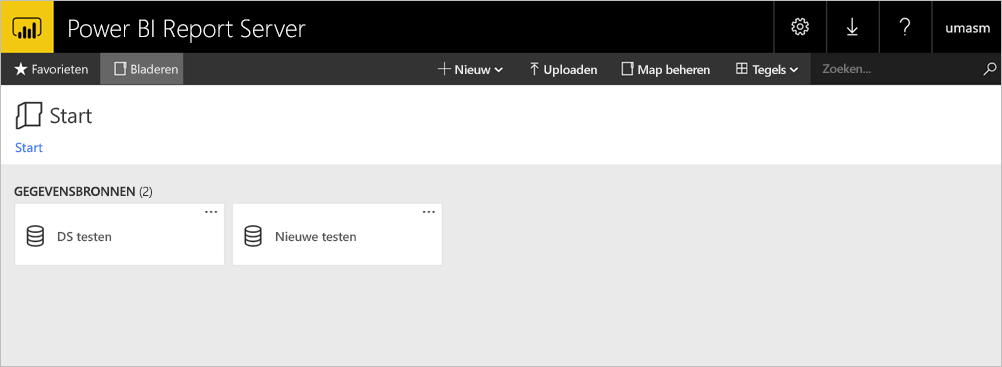 Power BI Report Server
umasm
Favorieten Bladeren Nieuw Uploaden Map beheren Tegels Zoeken...
Start
Start
GEGEVENSBRONNEN (2)
DS testen Nieuwe testen